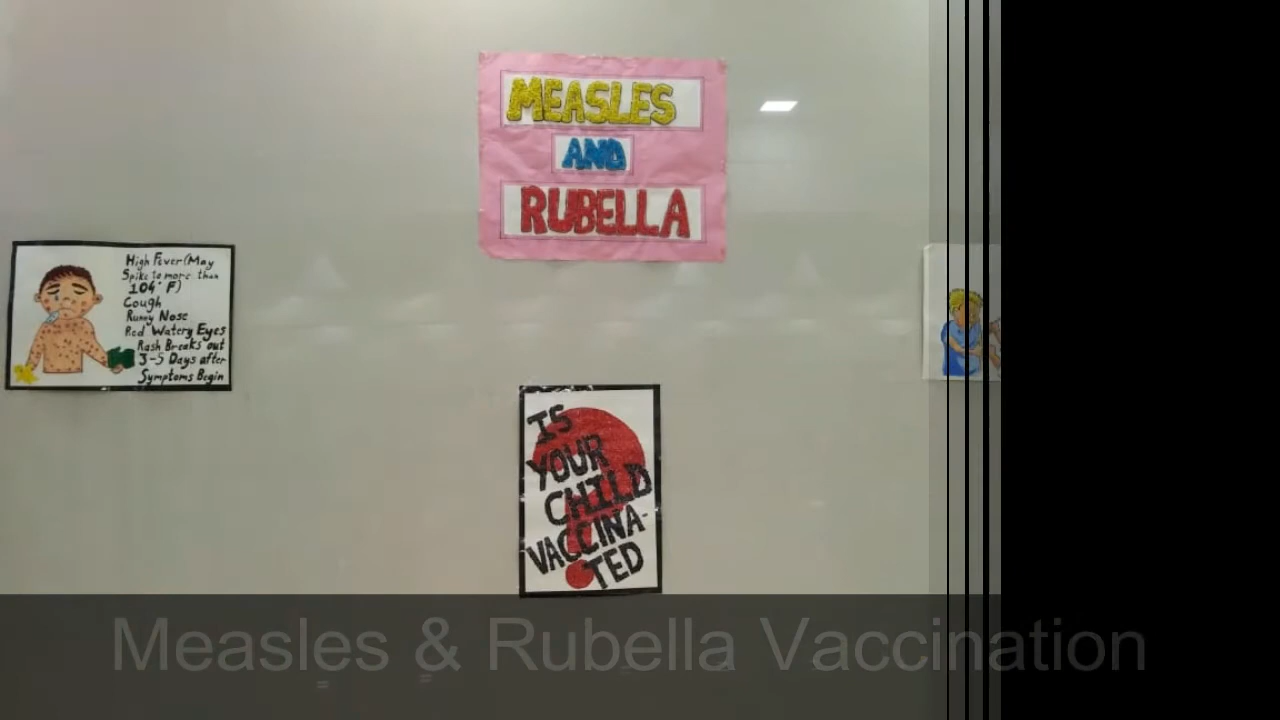 MEASLES
AND
RUBELLA
High Fever (May
Spike to more than
104° F)
Cough
Runny Nose
Red Watery Eyes
Rash Breaks out
3-5 Days after
Symptoms Begin
IS
YOUR
CHILD
VACCINA-
TED
Measles & Rubella Vaccination